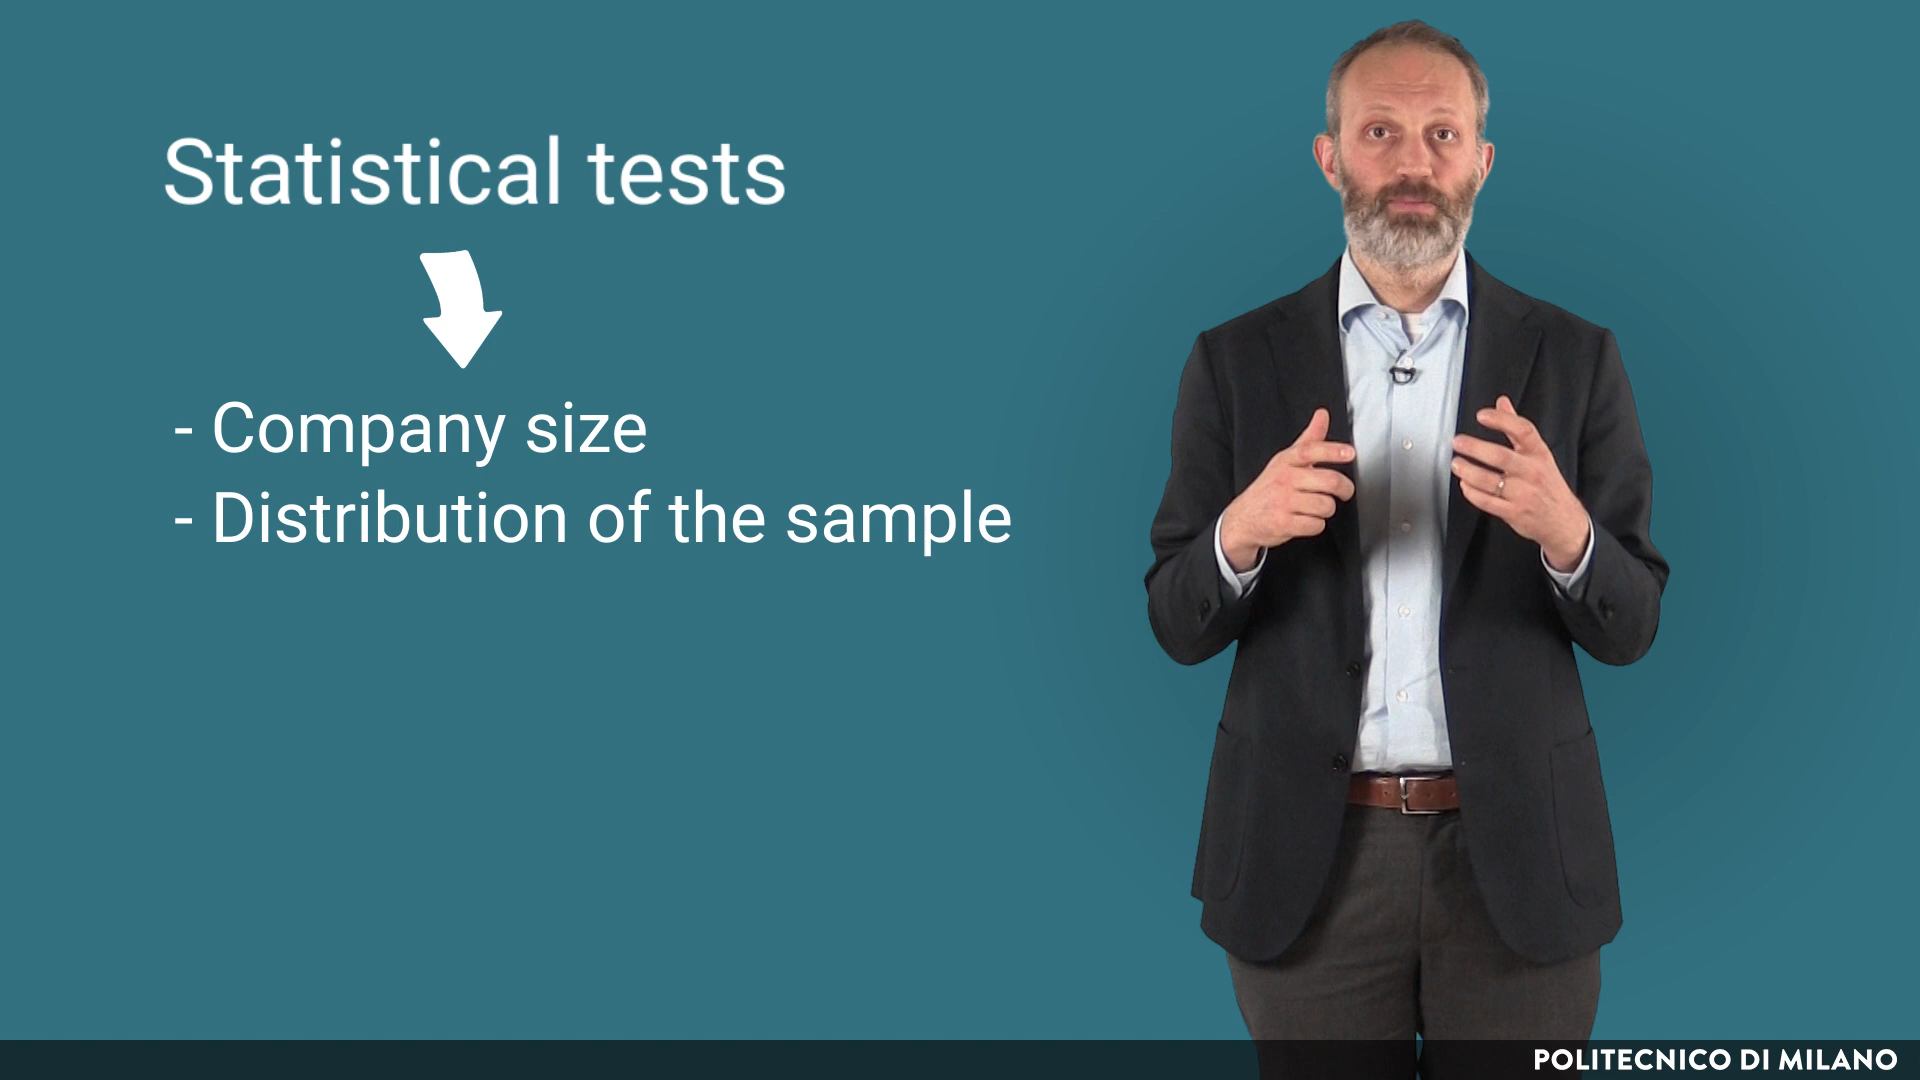 Statistical tests
- Company size
- Distribution of the sample
POLITECNICO DI MILANO